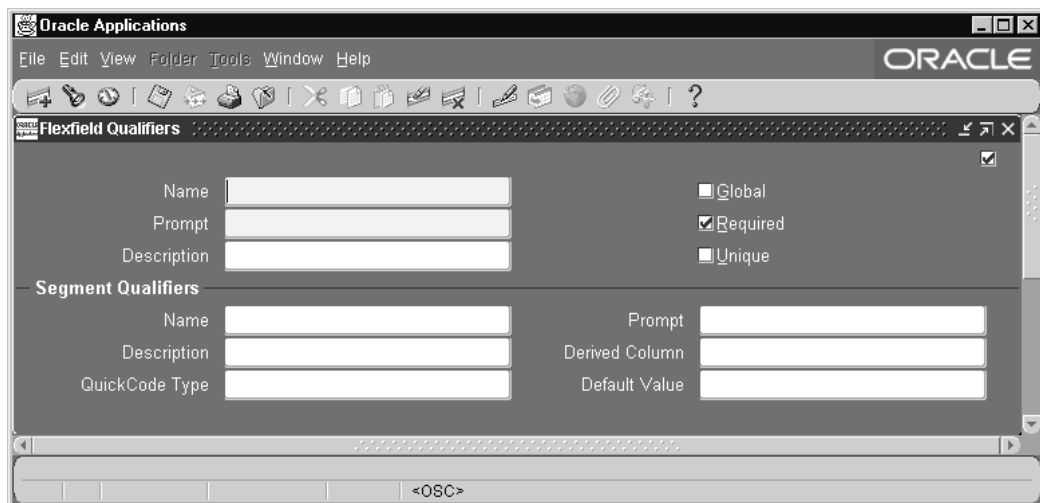 Oracle Applications
File Edit View Folder Tools Window Help
ORACLE
?
Flexfield Qualifiers
Name
Global
Prompt
Required
Description
Unique
Segment Qualifiers
Name
Prompt
Description
Derived Column
QuickCode Type
Default Value
<OSC>